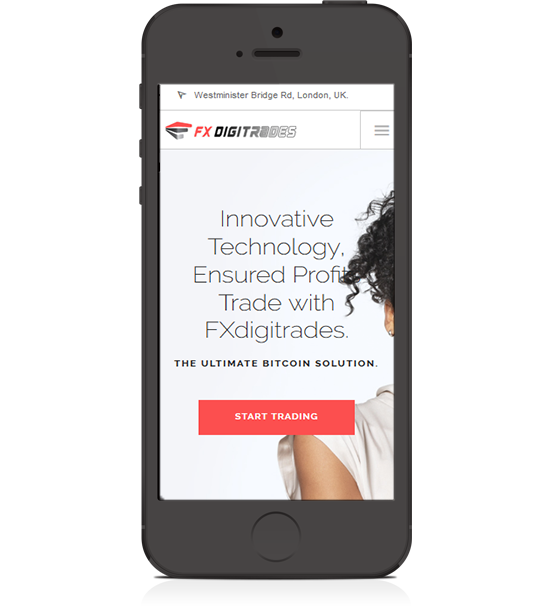 Westminister Bridge Rd, London, UK.
FX DIGITRADES
Innovative
Technology,
Ensured Profit
Trade with
FXdigitrades.
THE ULTIMATE BITCOIN SOLUTION.
START TRADING